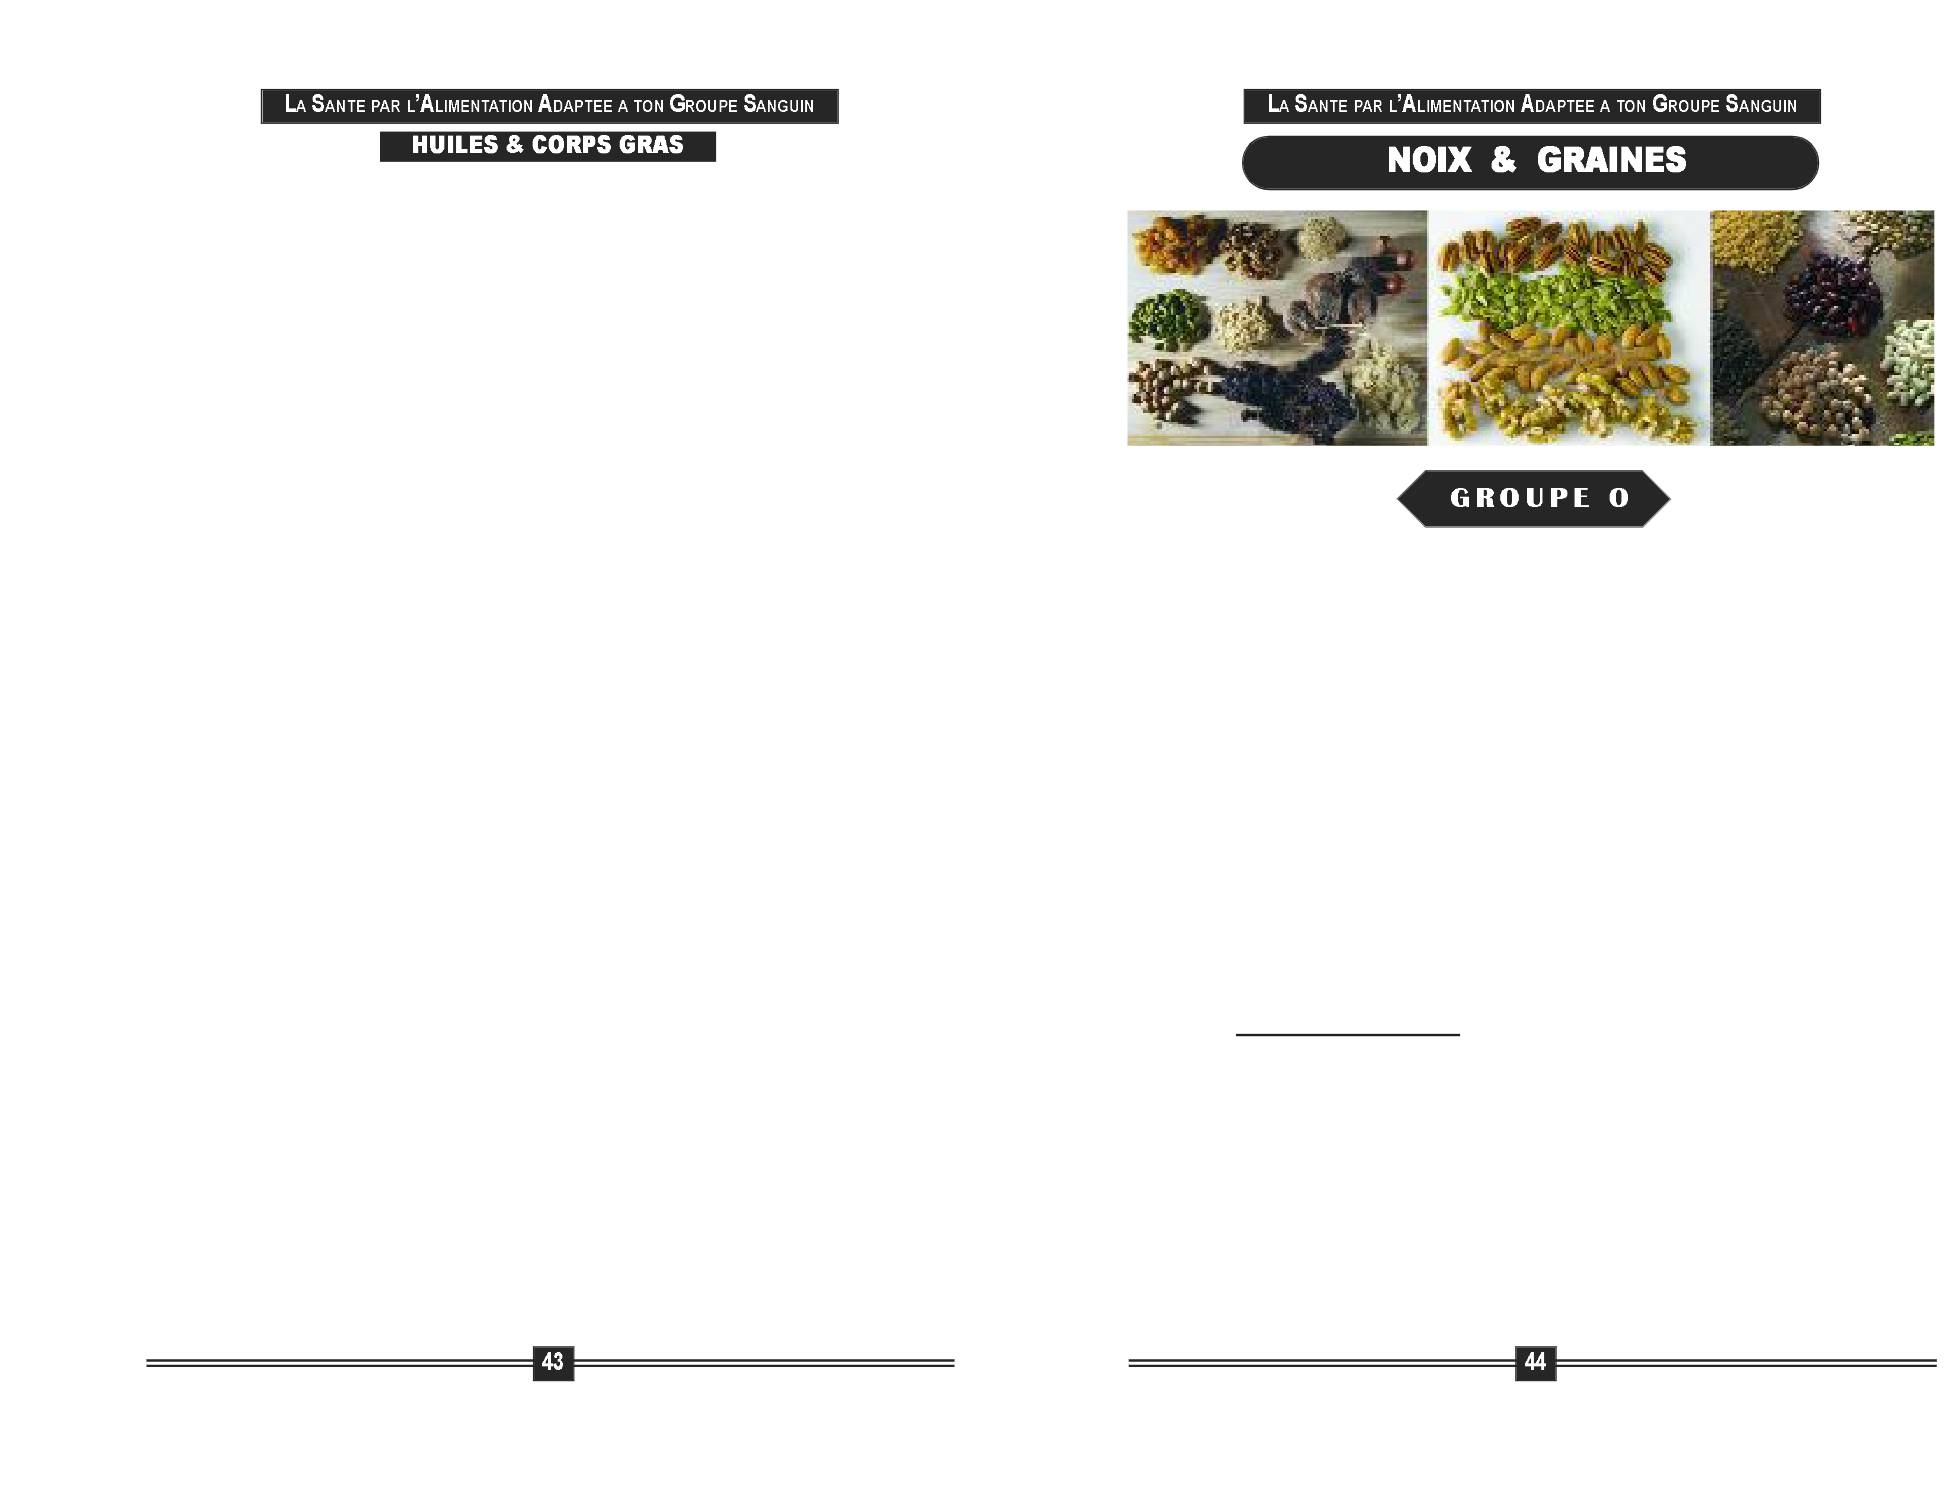 LA SANTE PAR L'ALIMENTATION ADAPTEE A TON GROUPE SANGUIN
HUILES & CORPS GRAS
43
LA SANTE PAR L'ALIMENTATION ADAPTEE A TON GROUPE SANGUIN
NOIX & GRAINES
GROUPE O
44